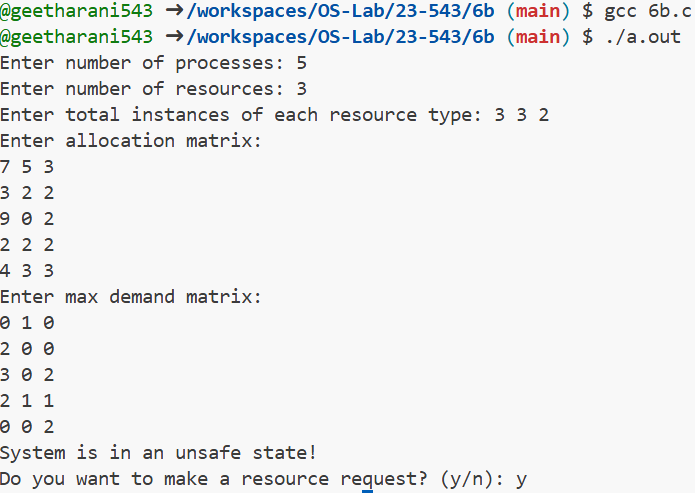 @geetharani543 ➜/workspaces/OS-Lab/23-543/6b (main) $ gcc 6b.c
@geetharani543 ➜/workspaces/OS-Lab/23-543/6b (main) $ ./a.out
Enter number of processes: 5
Enter number of resources: 3
Enter total instances of each resource type: 3 3 2
Enter allocation matrix:
7 5 3
3 2 2
9 0 2
2 2 2
4 3 3
Enter max demand matrix:
0 1 0
2 0 0
3 0 2
2 1 1
0 0 2
System is in an unsafe state!
Do you want to make a resource request? (y/n): y